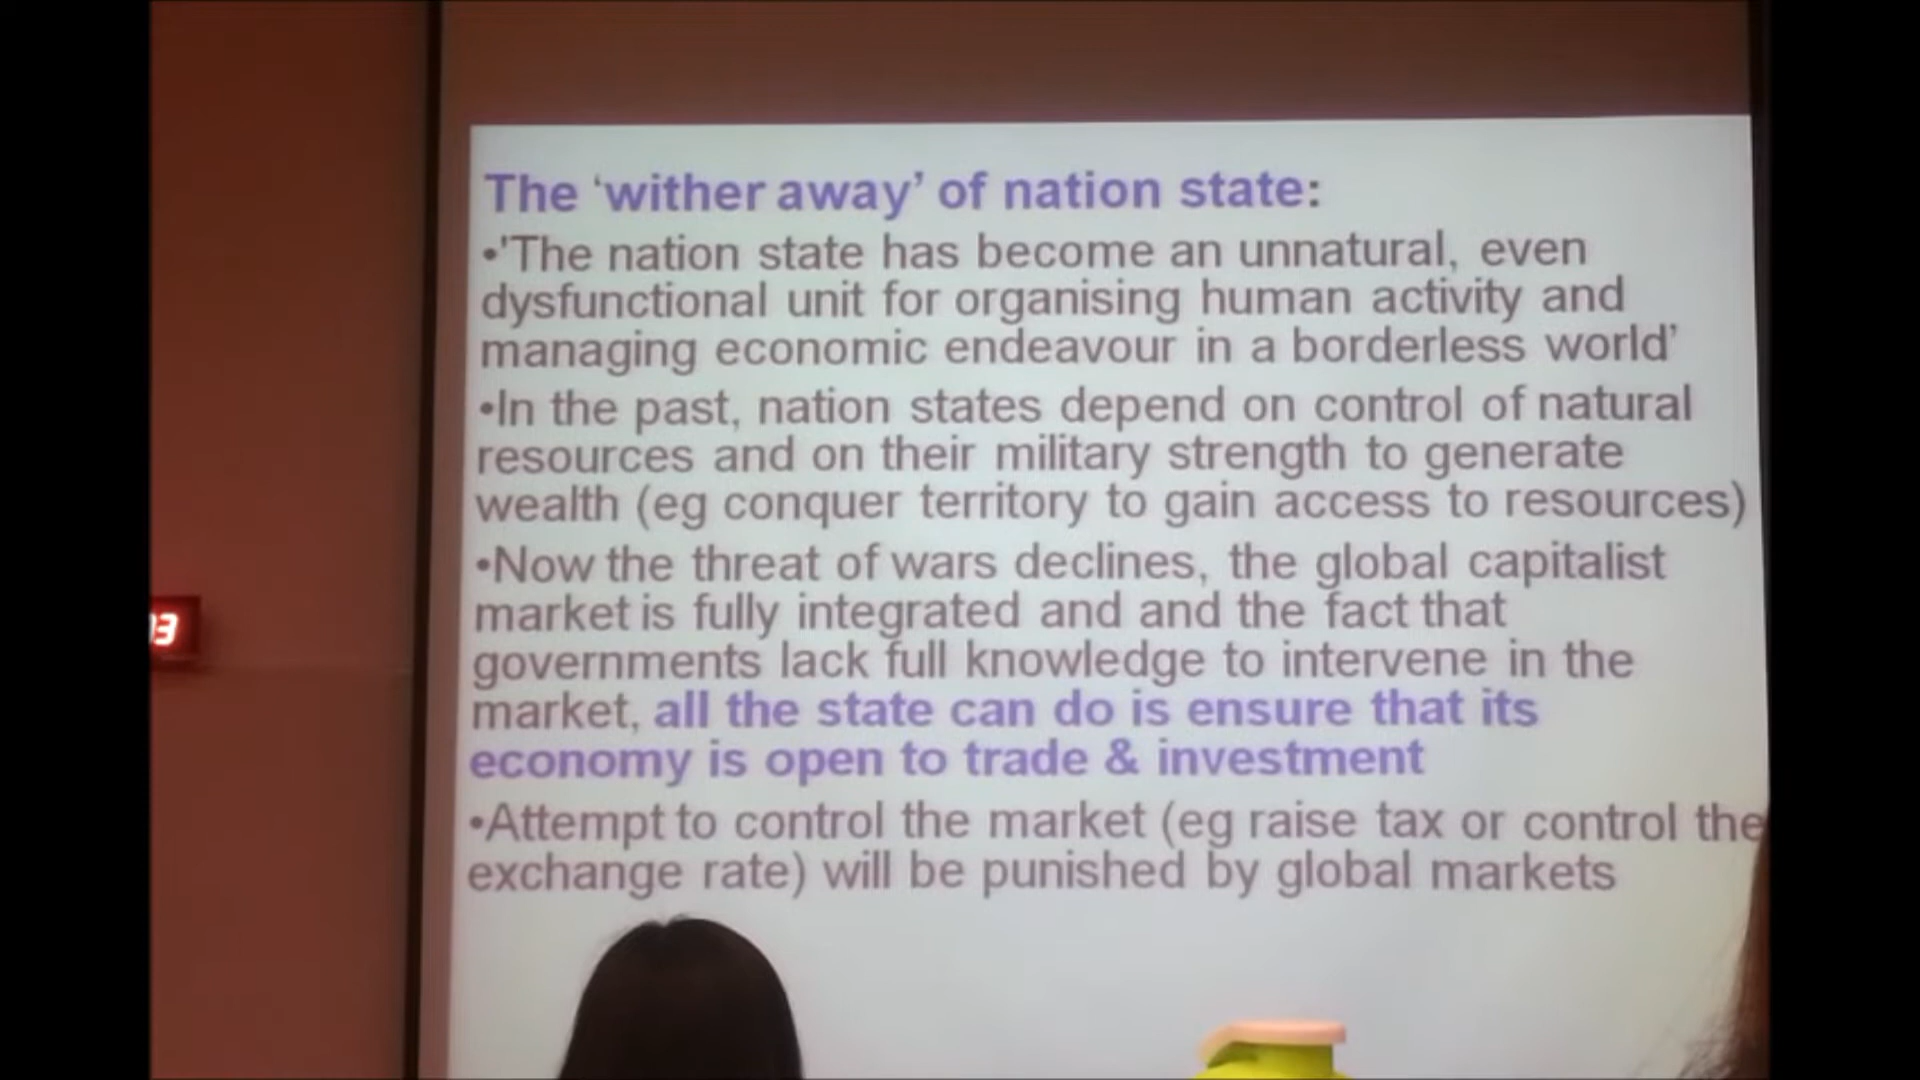 The ‘wither away’ of nation state:
•'The nation state has become an unnatural, even
dysfunctional unit for organising human activity and
managing economic endeavour in a borderless world’
•In the past, nation states depend on control of natural
resources and on their military strength to generate
wealth (eg conquer territory to gain access to resources)
•Now the threat of wars declines, the global capitalist
market is fully integrated and and the fact that
governments lack full knowledge to intervene in the
market, all the state can do is ensure that its
economy is open to trade & investment
•Attempt to control the market (eg raise tax or control the
exchange rate) will be punished by global markets
03